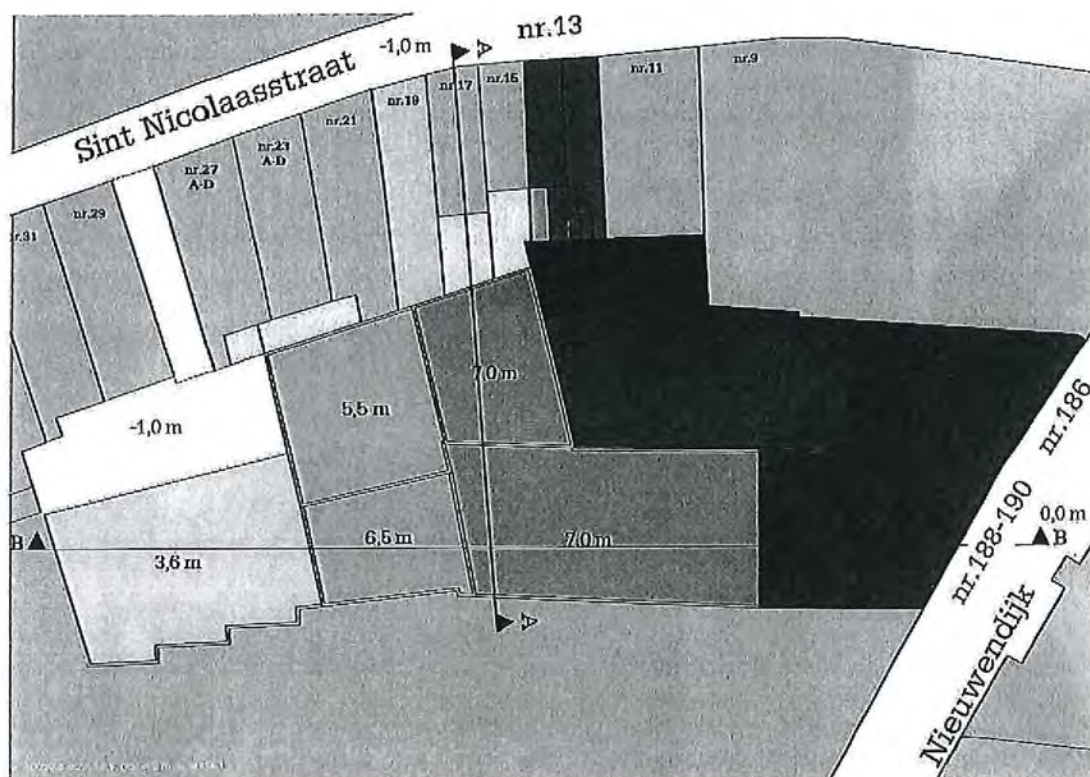 nr.13
-1,0 m
A
Sint Nicolaasstraat
nr.9
nr.11
nr.15
nr.17
nr.19
nr.21
nr.23
A-D
nr.27
A-D
nr.29
nr.31
7,0 m
5,5 m
-1,0 m
nr.186
0,0 m
B
nr.188-190
B
3,6 m
6,5 m
7,0 m
A
Nieuwendijk